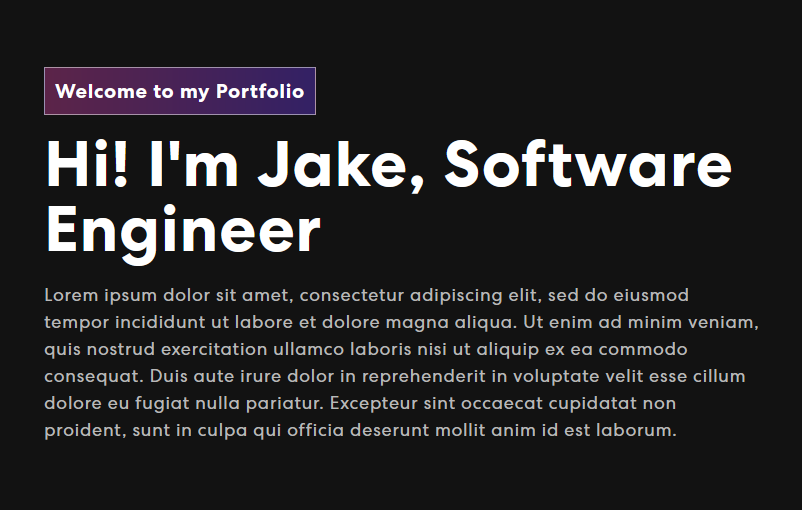 Welcome to my Portfolio
Hi! I'm Jake, Software
Engineer
Lorem ipsum dolor sit amet, consectetur adipiscing elit, sed do eiusmod
tempor incididunt ut labore et dolore magna aliqua. Ut enim ad minim veniam,
quis nostrud exercitation ullamco laboris nisi ut aliquip ex ea commodo
consequat. Duis aute irure dolor in reprehenderit in voluptate velit esse cillum
dolore eu fugiat nulla pariatur. Excepteur sint occaecat cupidatat non
proident, sunt in culpa qui officia deserunt mollit anim id est laborum.